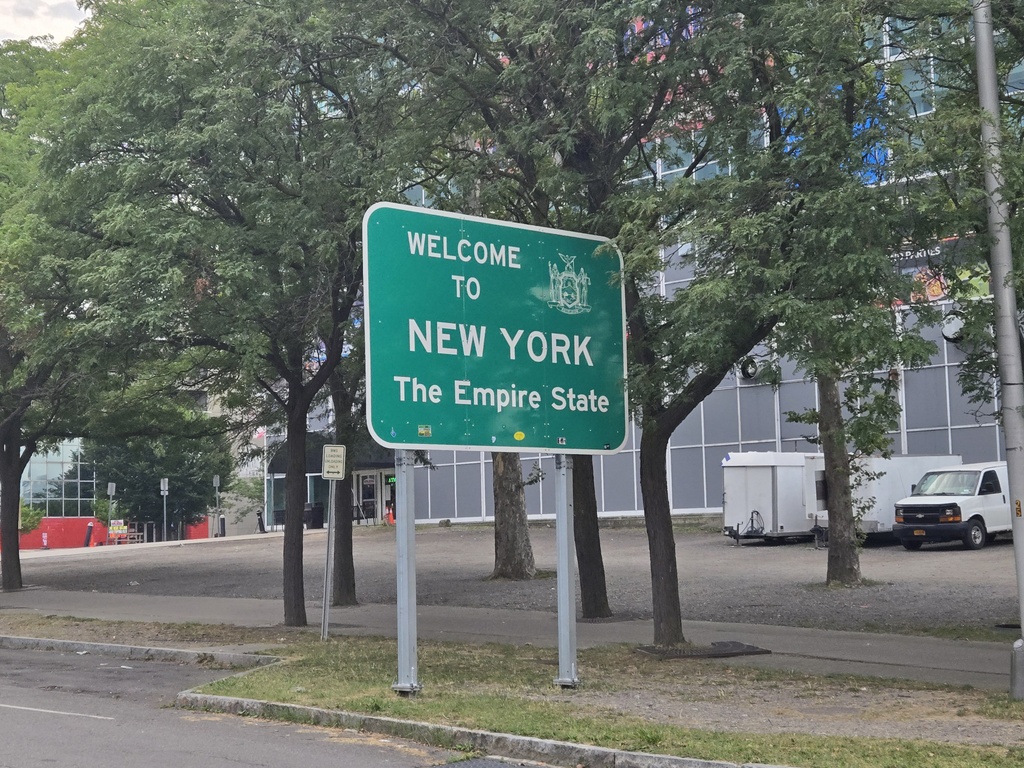 WELCOME
TO
NEW YORK
The Empire State